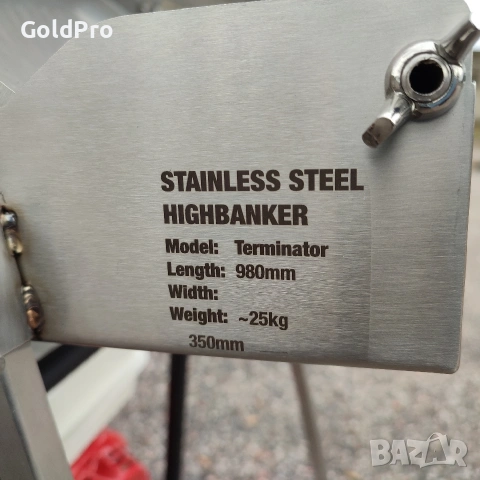 GoldPro
STAINLESS STEEL
HIGHBANKER
Model: Terminator
Length: 980mm
Width:
Weight: ~25kg
350mm
BAZAR